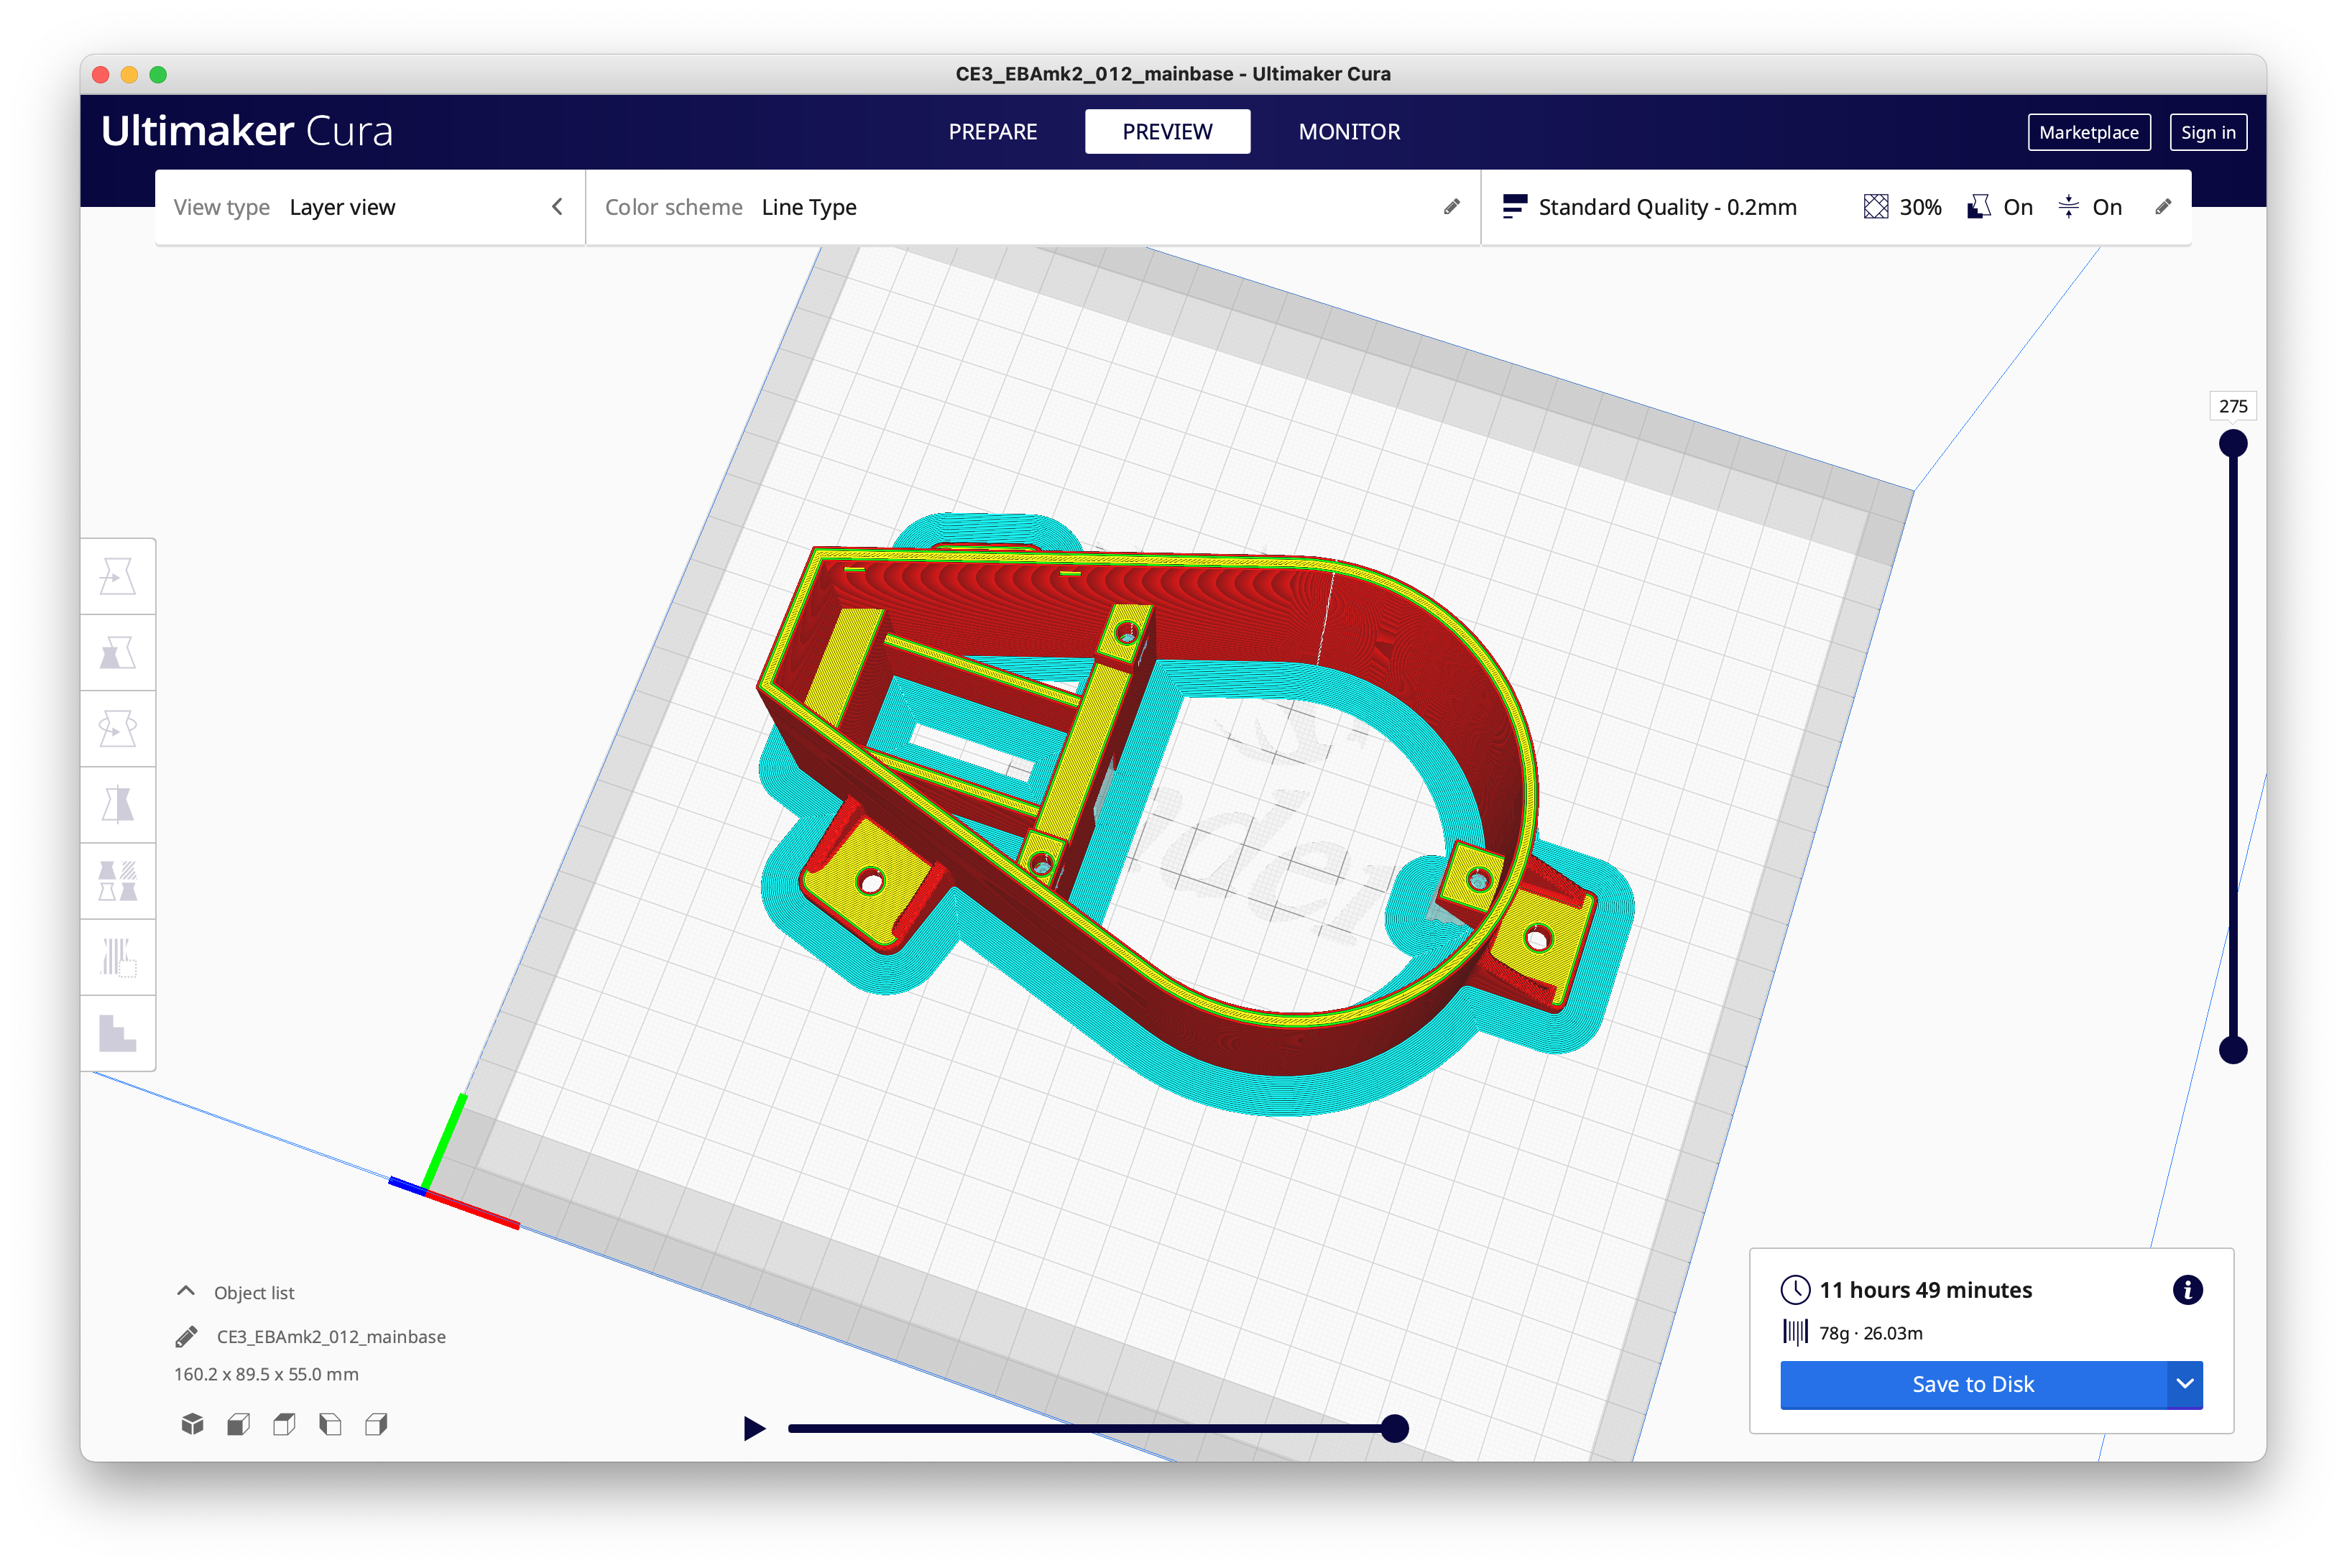 CE3_EBAmk2_012_mainbase - Ultimaker Cura
Ultimaker Cura
PREPARE
PREVIEW
MONITOR
Marketplace
Sign in
View type Layer view
Color scheme Line Type
Standard Quality - 0.2mm
30%
On
On
275
Object list
CE3_EBAmk2_012_mainbase
160.2 x 89.5 x 55.0 mm
11 hours 49 minutes
78g · 26.03m
Save to Disk